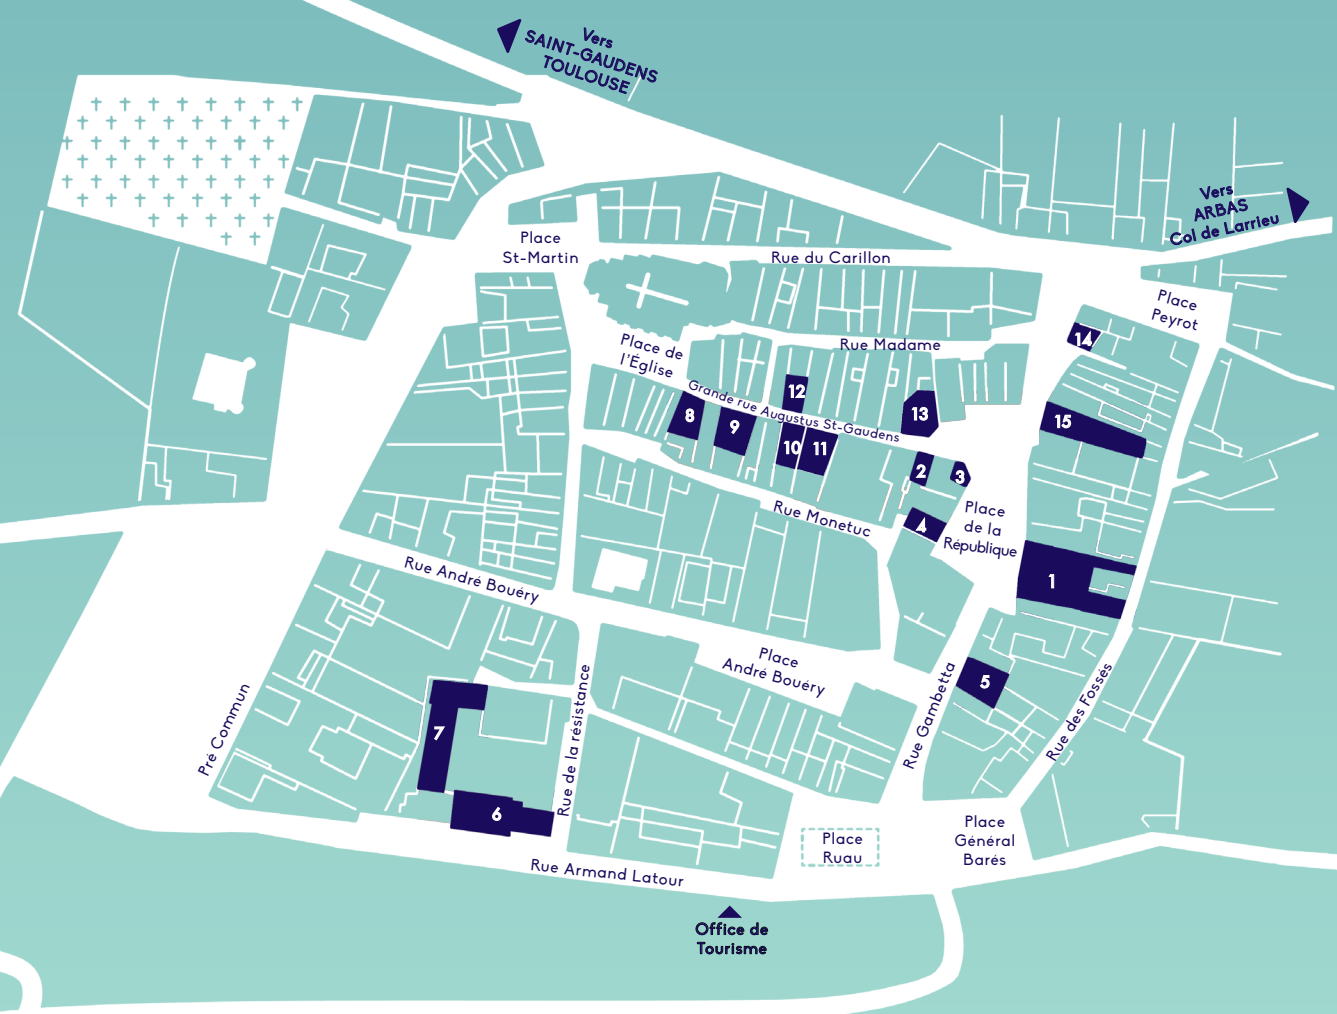 Vers
SAINT-GAUDENS
TOULOUSE
Vers
ARBAS
Col de Larrieu
Place
St-Martin
Rue du Carillon
Place
Peyrot
14
Place de
l'Église
Rue Madame
Grande rue Augustus St-Gaudens
12
8
9
13
15
10
11
2
3
Rue Monetuc
4
Place
de la
République
Rue André Bouéry
1
Place
André Bouéry
5
Pré Commun
Rue de la résistance
Rue Gambetta
Rue des Fossés
7
6
Place
Ruau
Place
Général
Barés
Rue Armand Latour
Office de
Tourisme